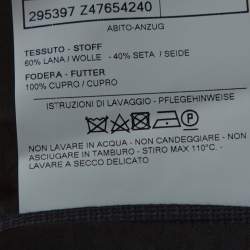 295397 Z47654240
ABITO-ANZUG
TESSUTO - STOFF
60% LANA / WOLLE - 40% SETA / SEIDE
FODERA - FUTTER
100% CUPRO / CUPRO
ISTRUZIONI DI LAVAGGIO - PFLEGEHINWEISE
NON LAVARE IN ACQUA - NON CANDEGGIARE - NON
ASCIUGARE IN TAMBURO - STIRO MAX 110°C. -
LAVARE A SECCO DELICATO